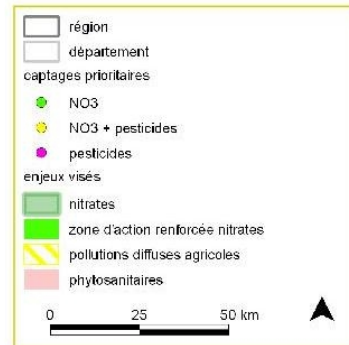 région
département
captages prioritaires
NO3
NO3 + pesticides
pesticides
enjeux visés
nitrates
zone d'action renforcée nitrates
pollutions diffuses agricoles
phytosanitaires
0 25 50 km